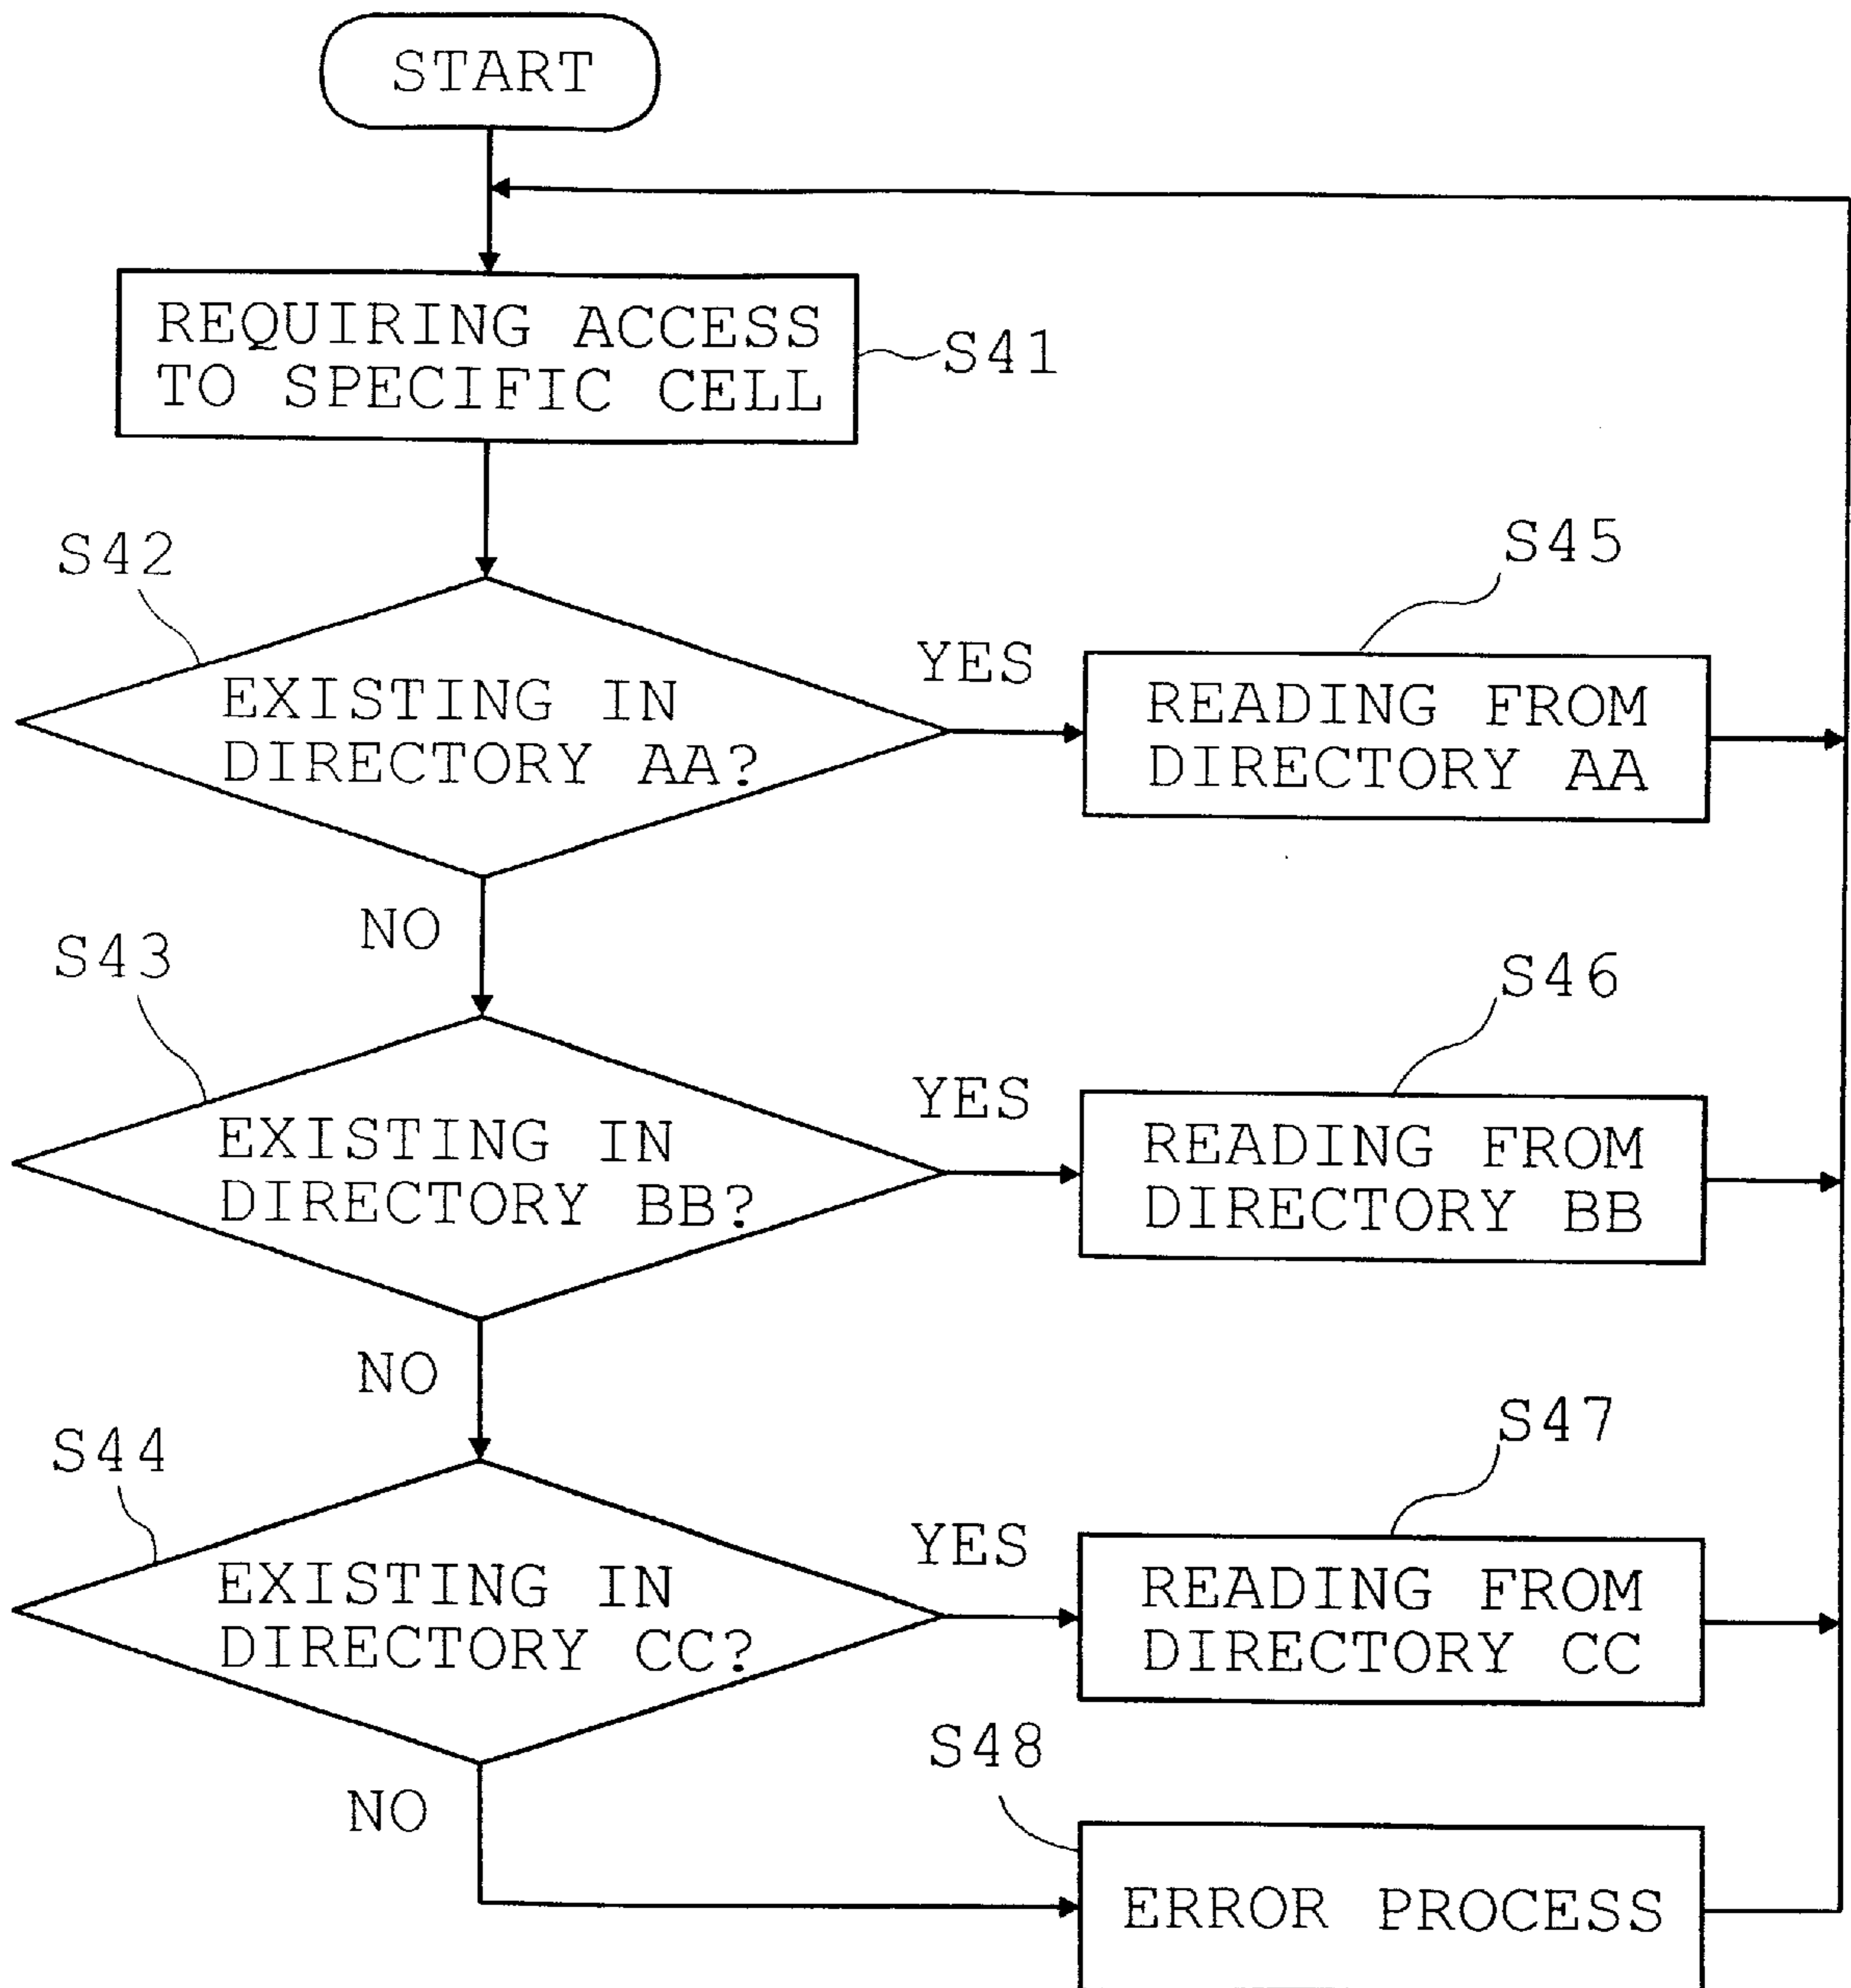 START
REQUIRING ACCESS
TO SPECIFIC CELL
S41
S42
EXISTING IN
DIRECTORY AA?
YES
S45
READING FROM
DIRECTORY AA
NO
S43
EXISTING IN
DIRECTORY BB?
YES
S46
READING FROM
DIRECTORY BB
NO
S44
EXISTING IN
DIRECTORY CC?
YES
S47
READING FROM
DIRECTORY CC
NO
S48
ERROR PROCESS